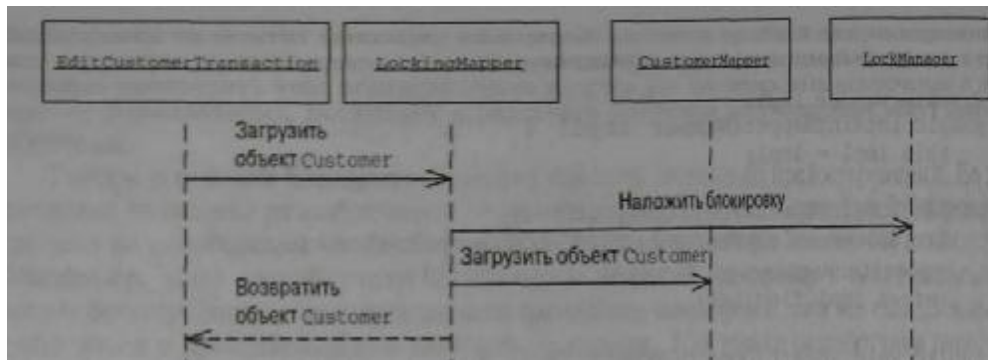 EditCustomerTransaction
LockingMapper
CustomerMapper
LockManager
Загрузить
объект Customer
Наложить блокировку
Загрузить объект Customer
Возвратить
объект Customer